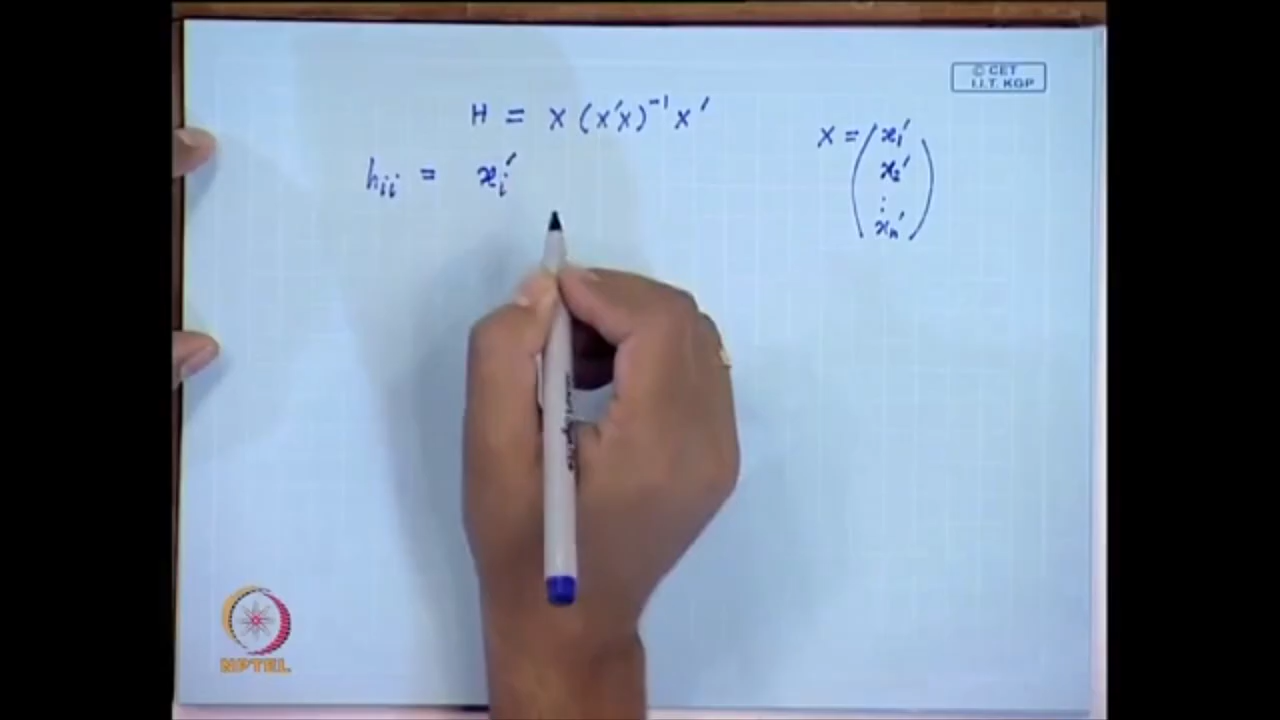 © CET
I.I.T. KGP
H = X (X'X)⁻¹ X'
X = ( x₁'
x₂'
⋮
xₙ' )
hᵢᵢ = xᵢ'
NPTEL